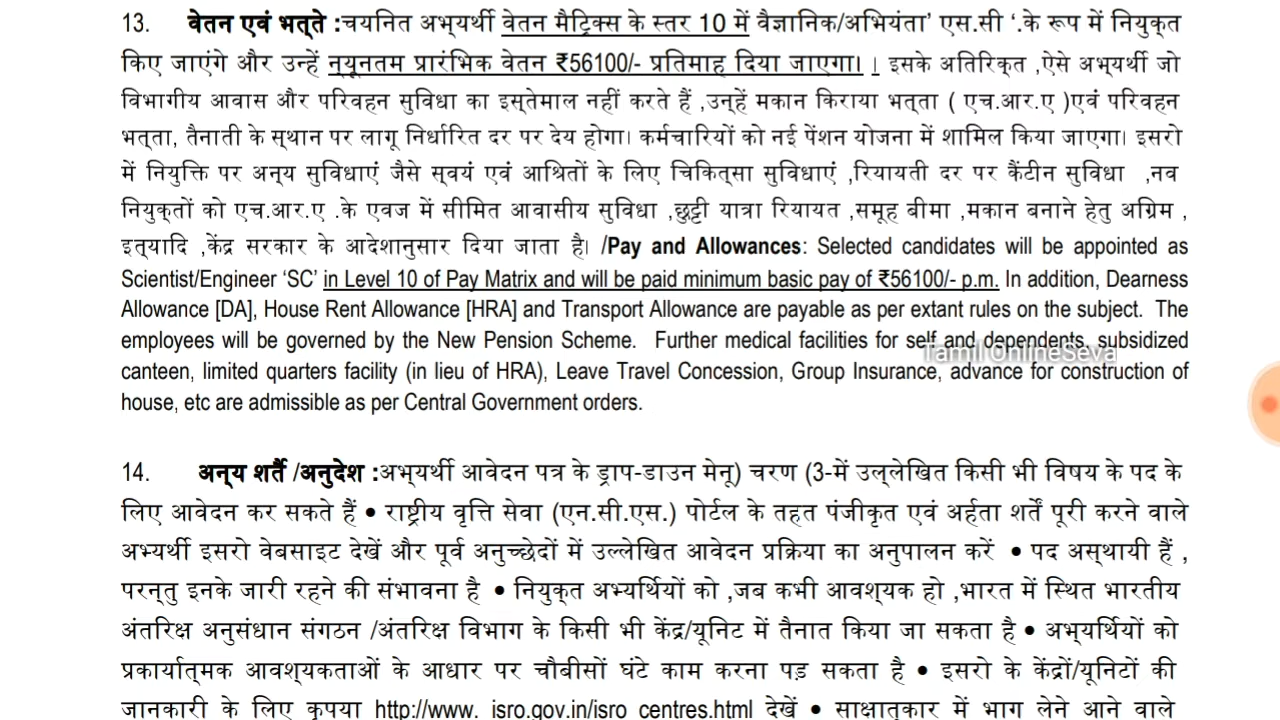 13. वेतन एवं भत्ते :चयनित अभ्यर्थी वेतन मैट्रिक्स के स्तर 10 में वैज्ञानिक/अभियंता’ एस.सी ‘.के रूप में नियुक्त
किए जाएंगे और उन्हें न्यूनतम प्रारंभिक वेतन ₹56100/- प्रतिमाह दिया जाएगा। । इसके अतिरिक्त ,ऐसे अभ्यर्थी जो
विभागीय आवास और परिवहन सुविधा का इस्तेमाल नहीं करते हैं ,उन्हें मकान किराया भत्ता ( एच.आर.ए )एवं परिवहन
भत्ता, तैनाती के स्थान पर लागू निर्धारित दर पर देय होगा। कर्मचारियों को नई पेंशन योजना में शामिल किया जाएगा। इसरो
में नियुक्ति पर अन्य सुविधाएं जैसे स्वयं एवं आश्रितों के लिए चिकित्सा सुविधाएं ,रियायती दर पर कैंटीन सुविधा ,नव
नियुक्तों को एच.आर.ए .के एवज में सीमित आवासीय सुविधा ,छुट्टी यात्रा रियायत ,समूह बीमा ,मकान बनाने हेतु अग्रिम ,
इत्यादि ,केंद्र सरकार के आदेशानुसार दिया जाता है। /Pay and Allowances: Selected candidates will be appointed as
Scientist/Engineer ‘SC’ in Level 10 of Pay Matrix and will be paid minimum basic pay of ₹56100/- p.m. In addition, Dearness
Allowance [DA], House Rent Allowance [HRA] and Transport Allowance are payable as per extant rules on the subject. The
employees will be governed by the New Pension Scheme. Further medical facilities for self and dependents, subsidized
Tamil OnlineSeva
canteen, limited quarters facility (in lieu of HRA), Leave Travel Concession, Group Insurance, advance for construction of
house, etc are admissible as per Central Government orders.
14. अन्य शर्तें /अनुदेश :अभ्यर्थी आवेदन पत्र के ड्राप-डाउन मेनू) चरण (3-में उल्लेखित किसी भी विषय के पद के
लिए आवेदन कर सकते हैं ● राष्ट्रीय वृत्ति सेवा (एन.सी.एस.) पोर्टल के तहत पंजीकृत एवं अर्हता शर्तें पूरी करने वाले
अभ्यर्थी इसरो वेबसाइट देखें और पूर्व अनुच्छेदों में उल्लेखित आवेदन प्रक्रिया का अनुपालन करें ● पद अस्थायी हैं ,
परन्तु इनके जारी रहने की संभावना है ● नियुक्त अभ्यर्थियों को ,जब कभी आवश्यक हो ,भारत में स्थित भारतीय
अंतरिक्ष अनुसंधान संगठन /अंतरिक्ष विभाग के किसी भी केंद्र/यूनिट में तैनात किया जा सकता है ● अभ्यर्थियों को
प्रकार्यात्मक आवश्यकताओं के आधार पर चौबीसों घंटे काम करना पड़ सकता है ● इसरो के केंद्रों/यूनिटों की
जानकारी के लिए कृपया http://www. isro.gov.in/isro_centres.html देखें ● साक्षात्कार में भाग लेने आने वाले